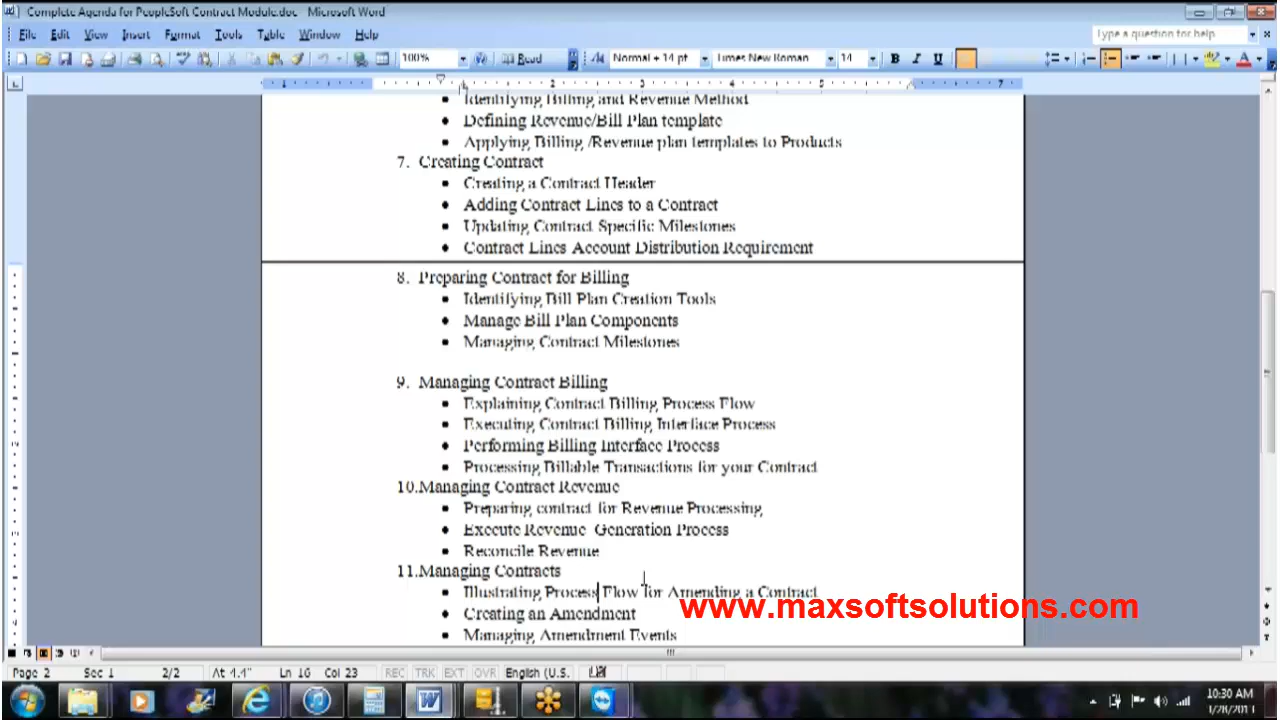 Complete Agenda for PeopleSoft Contract Module.doc - Microsoft Word
File Edit View Insert Format Tools Table Window Help
Type a question for help
100% Read Normal + 14 pt Times New Roman 14 B I U A
1 2 3 4 5 7
Identifying Billing and Revenue Method
Defining Revenue/Bill Plan template
Applying Billing /Revenue plan templates to Products
7. Creating Contract
Creating a Contract Header
Adding Contract Lines to a Contract
Updating Contract Specific Milestones
Contract Lines Account Distribution Requirement
8. Preparing Contract for Billing
Identifying Bill Plan Creation Tools
Manage Bill Plan Components
Managing Contract Milestones
9. Managing Contract Billing
Explaining Contract Billing Process Flow
Executing Contract Billing Interface Process
Performing Billing Interface Process
Processing Billable Transactions for your Contract
10.Managing Contract Revenue
Preparing contract for Revenue Processing
Execute Revenue Generation Process
Reconcile Revenue
11.Managing Contracts
Illustrating Process Flow for Amending a Contract
www.maxsoftsolutions.com
Creating an Amendment
Managing Amendment Events
Page 2 Sec 1 2/2 At 4.4" Ln 16 Col 23 REC TRK EXT OVR English (U.S.
10:30 AM